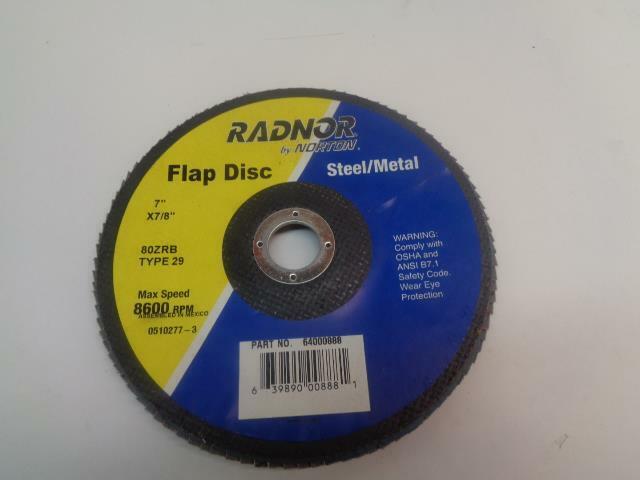 RADNOR
by NORTON
Flap Disc
Steel/Metal
7"
X7/8"
80ZRB
TYPE 29
Max Speed
8600 RPM
ASSEMBLED IN MEXICO
0510277-3
WARNING:
Comply with
OSHA and
ANSI B7.1
Safety Code.
Wear Eye
Protection
PART NO. 64000888
6 39890 00888 1